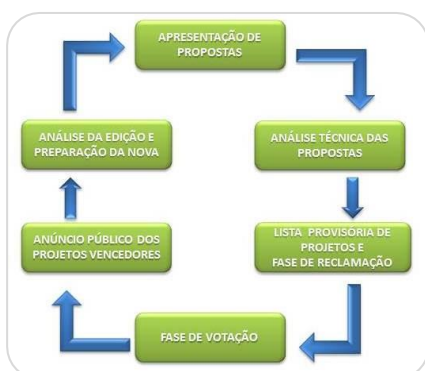 APRESENTAÇÃO DE
PROPOSTAS
ANÁLISE TÉCNICA DAS
PROPOSTAS
LISTA PROVISÓRIA DE
PROJETOS E
FASE DE RECLAMAÇÃO
FASE DE VOTAÇÃO
ANÚNCIO PÚBLICO DOS
PROJETOS VENCEDORES
ANÁLISE DA EDIÇÃO E
PREPARAÇÃO DA NOVA